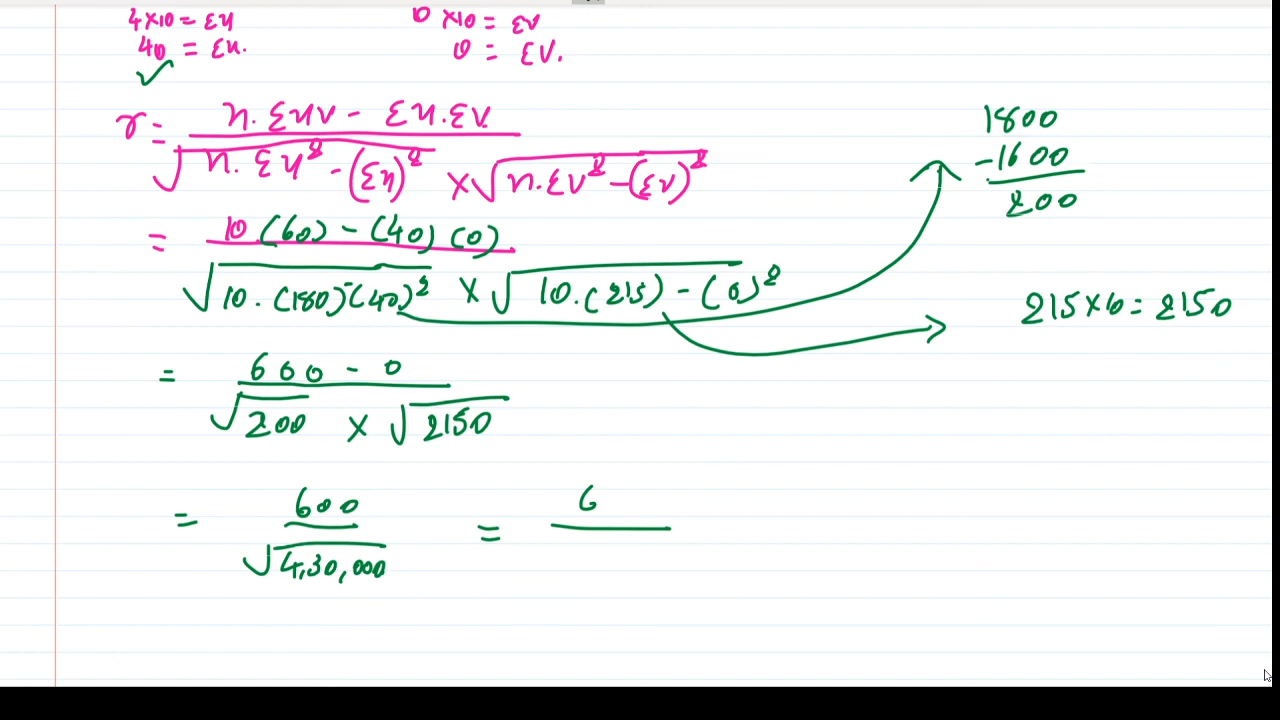 4 × 10 = Σu
0 × 10 = Σv
40 = Σu.
0 = Σv.
r = n. Σuv - Σu. Σv / √n. Σu² - (Σu)² × √n. Σv² - (Σv)²
1800
-1600
200
= 10. (60) - (40) (0) / √10. (180) - (40)² × √10. (215) - (0)²
215 × 10 = 2150
= 600 - 0 / √200 × √2150
= 600 / √4,30,000 = 6